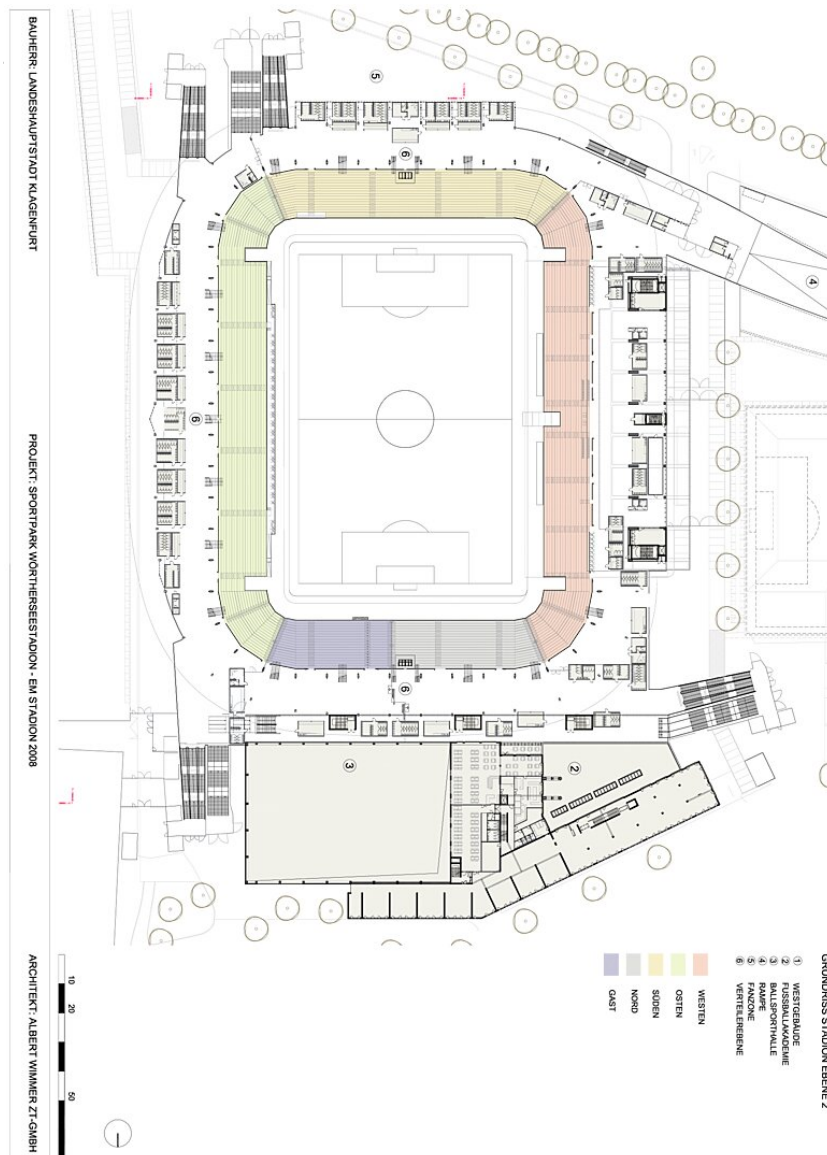 GRUNDRISS STADION EBENE 2
① WESTGEBÄUDE
② FUSSBALLAKADEMIE
③ BALLSPORTHALLE
④ RAMPE
⑤ FANZONE
⑥ VERTEILEREBENE
WESTEN
OSTEN
SÜDEN
NORD
GAST
5
6
4
6
6
3
2
10
20
50
BAUHERR: LANDESHAUPTSTADT KLAGENFURT
PROJEKT: SPORTPARK WÖRTHERSEESTADION - EM STADION 2008
ARCHITEKT: ALBERT WIMMER ZT-GMBH